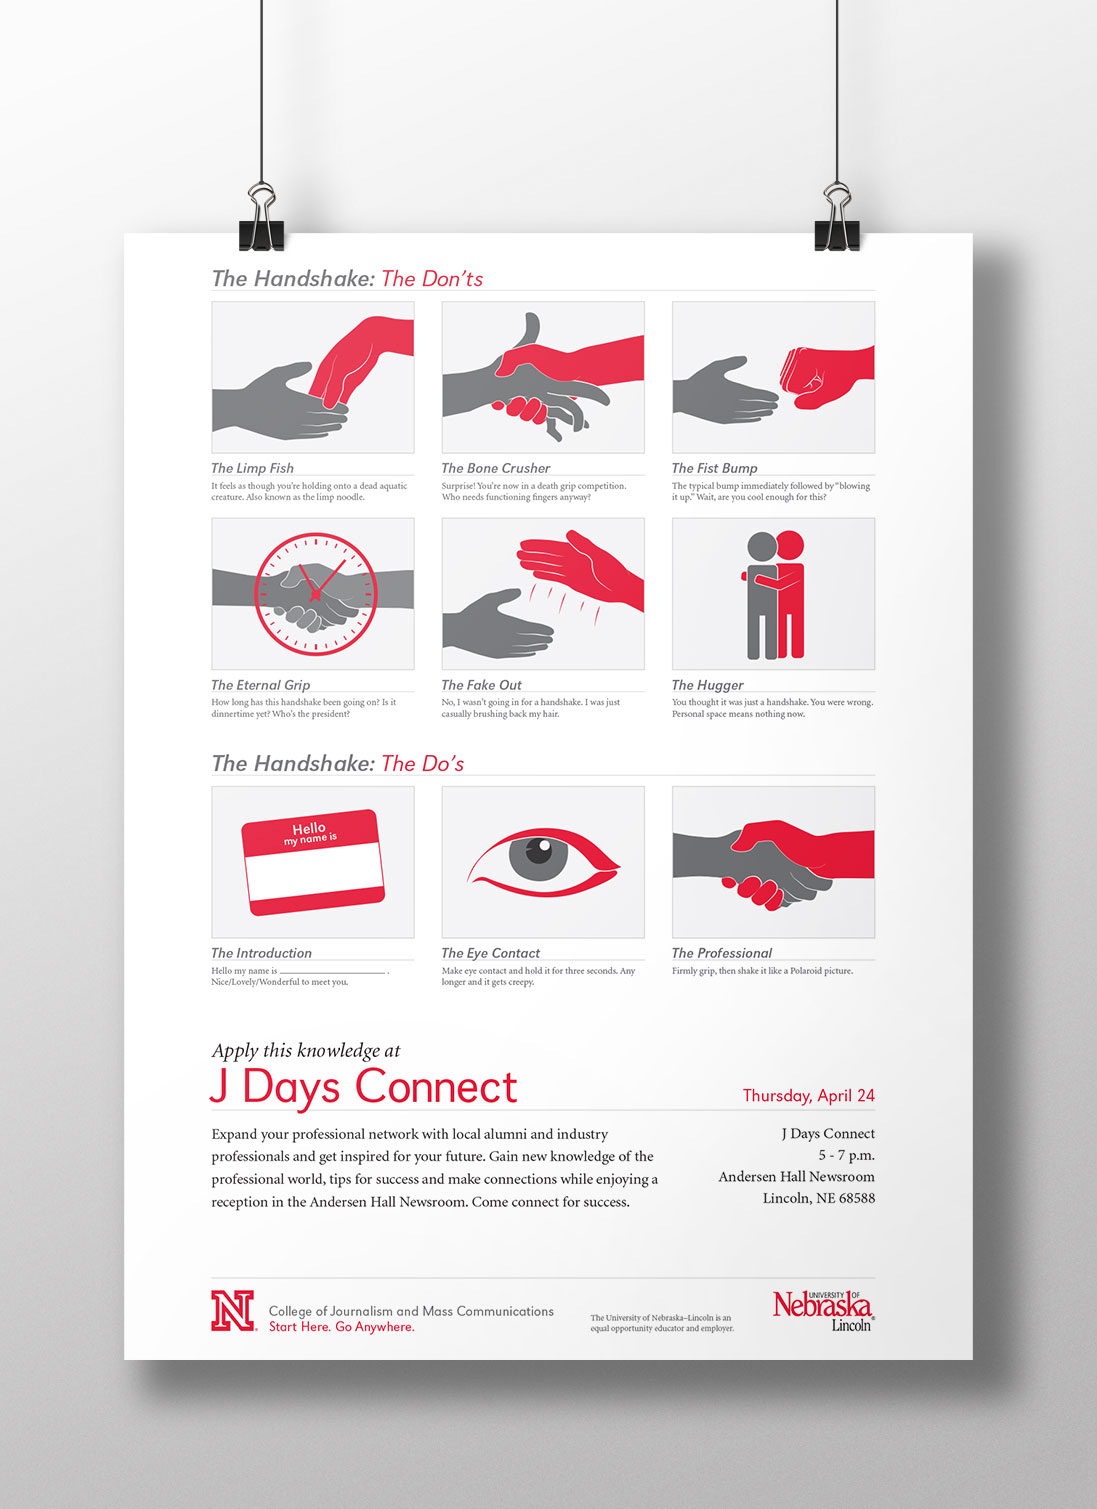 The Handshake: The Don'ts
The Limp Fish
It feels as though you're holding onto a dead aquatic
creature. Also known as the limp noodle.
The Bone Crusher
Surprise! You're now in a death grip competition.
Who needs functioning fingers anyway?
The Fist Bump
The typical bump immediately followed by “blowing
it up.” Wait, are you cool enough for this?
The Eternal Grip
How long has this handshake been going on? Is it
dinnertime yet? Who's the president?
The Fake Out
No, I wasn't going in for a handshake. I was just
casually brushing back my hair.
The Hugger
You thought it was just a handshake. You were wrong.
Personal space means nothing now.
The Handshake: The Do's
Hello
my name is
The Introduction
Hello my name is ____________________ .
Nice/Lovely/Wonderful to meet you.
The Eye Contact
Make eye contact and hold it for three seconds. Any
longer and it gets creepy.
The Professional
Firmly grip, then shake it like a Polaroid picture.
Apply this knowledge at
J Days Connect
Thursday, April 24
Expand your professional network with local alumni and industry
professionals and get inspired for your future. Gain new knowledge of the
professional world, tips for success and make connections while enjoying a
reception in the Andersen Hall Newsroom. Come connect for success.
J Days Connect
5 - 7 p.m.
Andersen Hall Newsroom
Lincoln, NE 68588
N
College of Journalism and Mass Communications
Start Here. Go Anywhere.
The University of Nebraska–Lincoln is an
equal opportunity educator and employer.
UNIVERSITY OF
Nebraska®
Lincoln